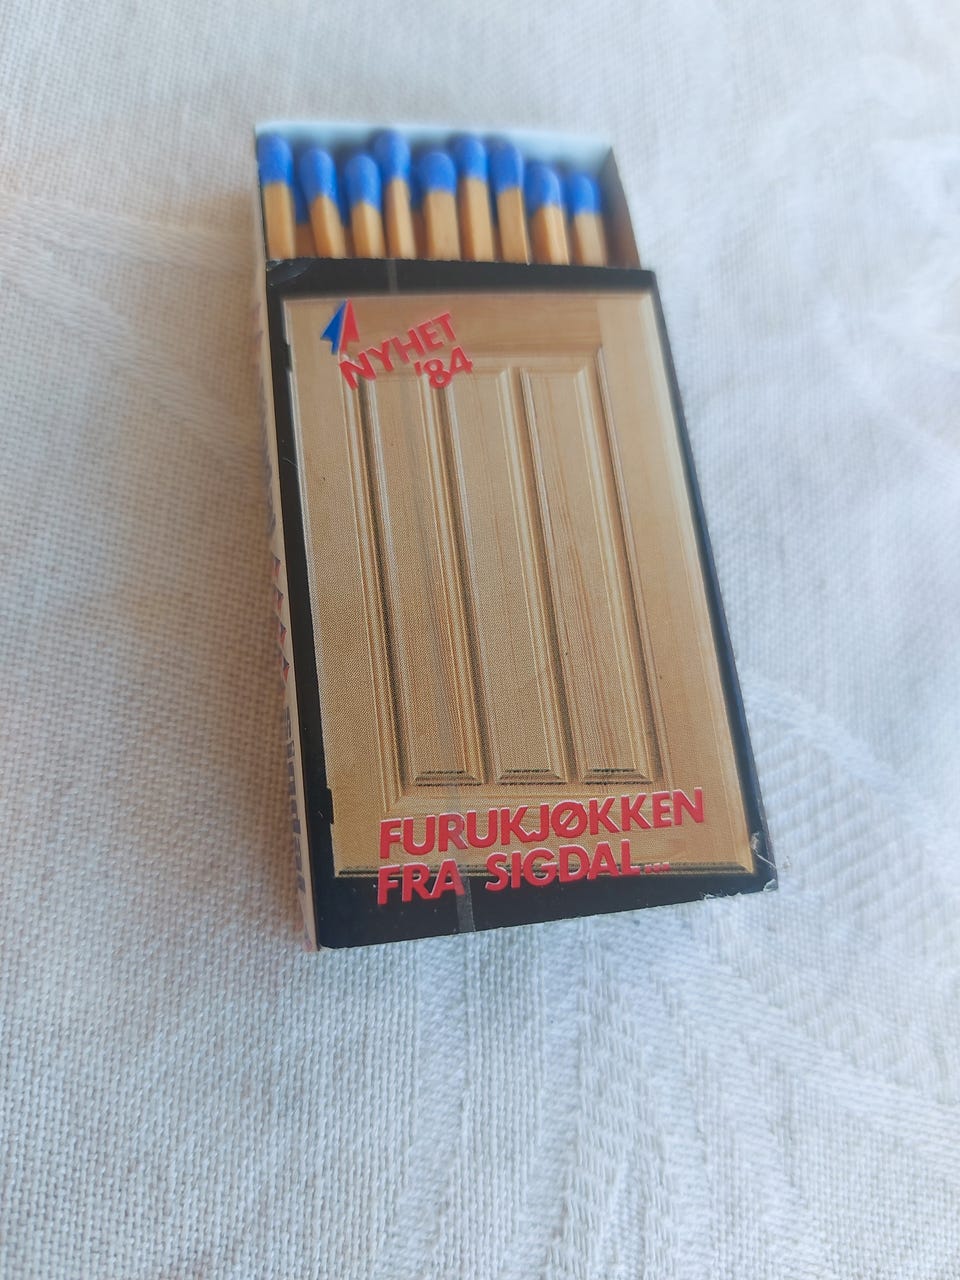 NYHET
'84
FURUKJØKKEN
FRA SIGDAL...